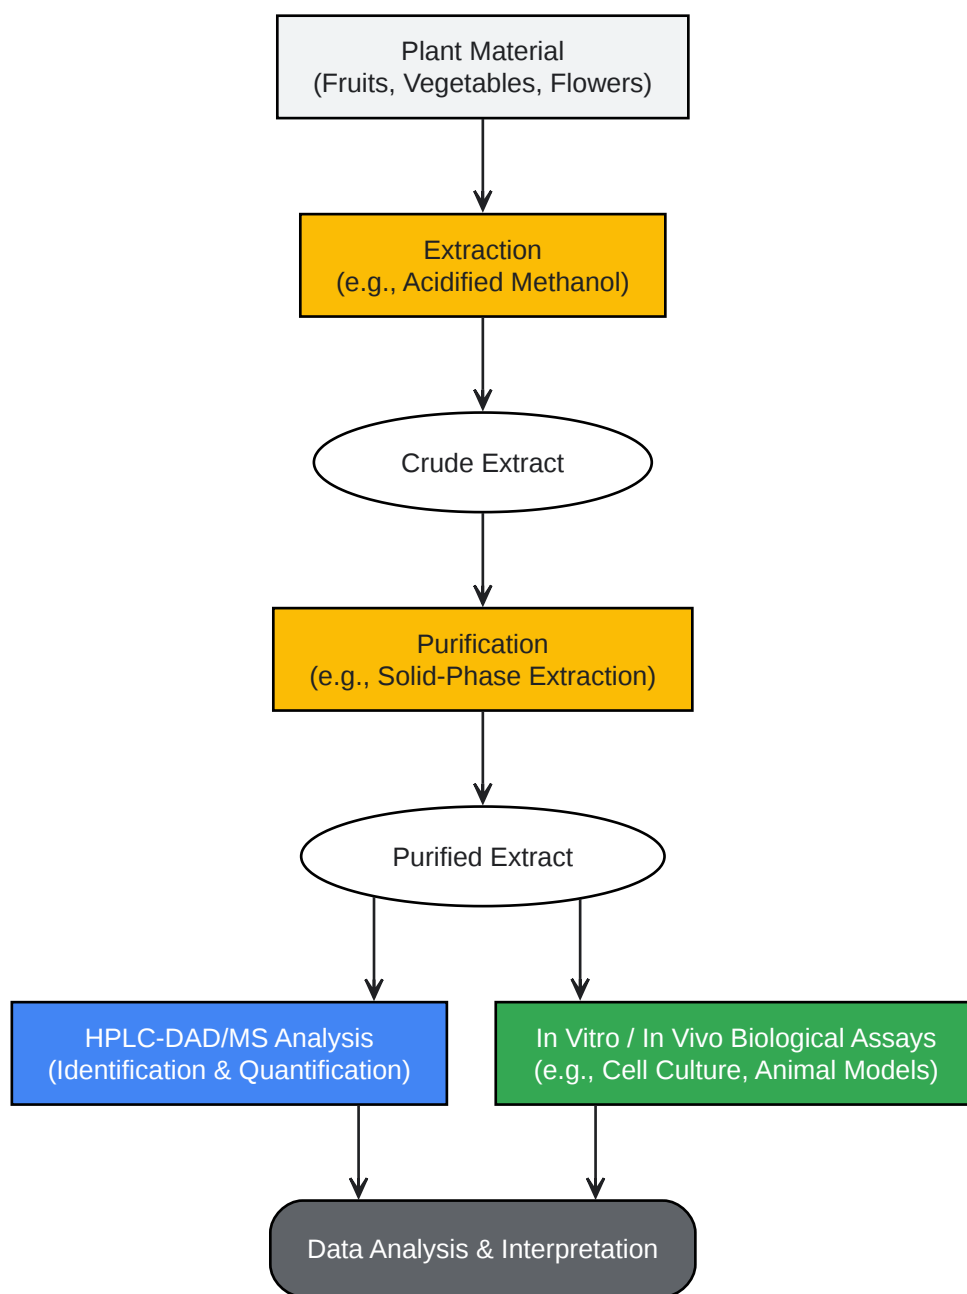 Plant Material
(Fruits, Vegetables, Flowers)
Extraction
(e.g., Acidified Methanol)
Crude Extract
Purification
(e.g., Solid-Phase Extraction)
Purified Extract
HPLC-DAD/MS Analysis
(Identification & Quantification)
In Vitro / In Vivo Biological Assays
(e.g., Cell Culture, Animal Models)
Data Analysis & Interpretation